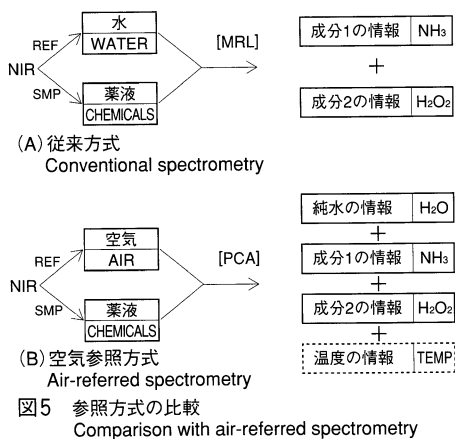 水
WATER
REF
NIR
SMP
薬液
CHEMICALS
[MRL]
成分1の情報 NH₃
+
成分2の情報 H₂O₂
(A)従来方式
Conventional spectrometry
空気
AIR
REF
NIR
SMP
薬液
CHEMICALS
[PCA]
純水の情報 H₂O
+
成分1の情報 NH₃
+
成分2の情報 H₂O₂
+
温度の情報 TEMP
(B)空気参照方式
Air-referred spectrometry
図5 参照方式の比較
Comparison with air-referred spectrometry